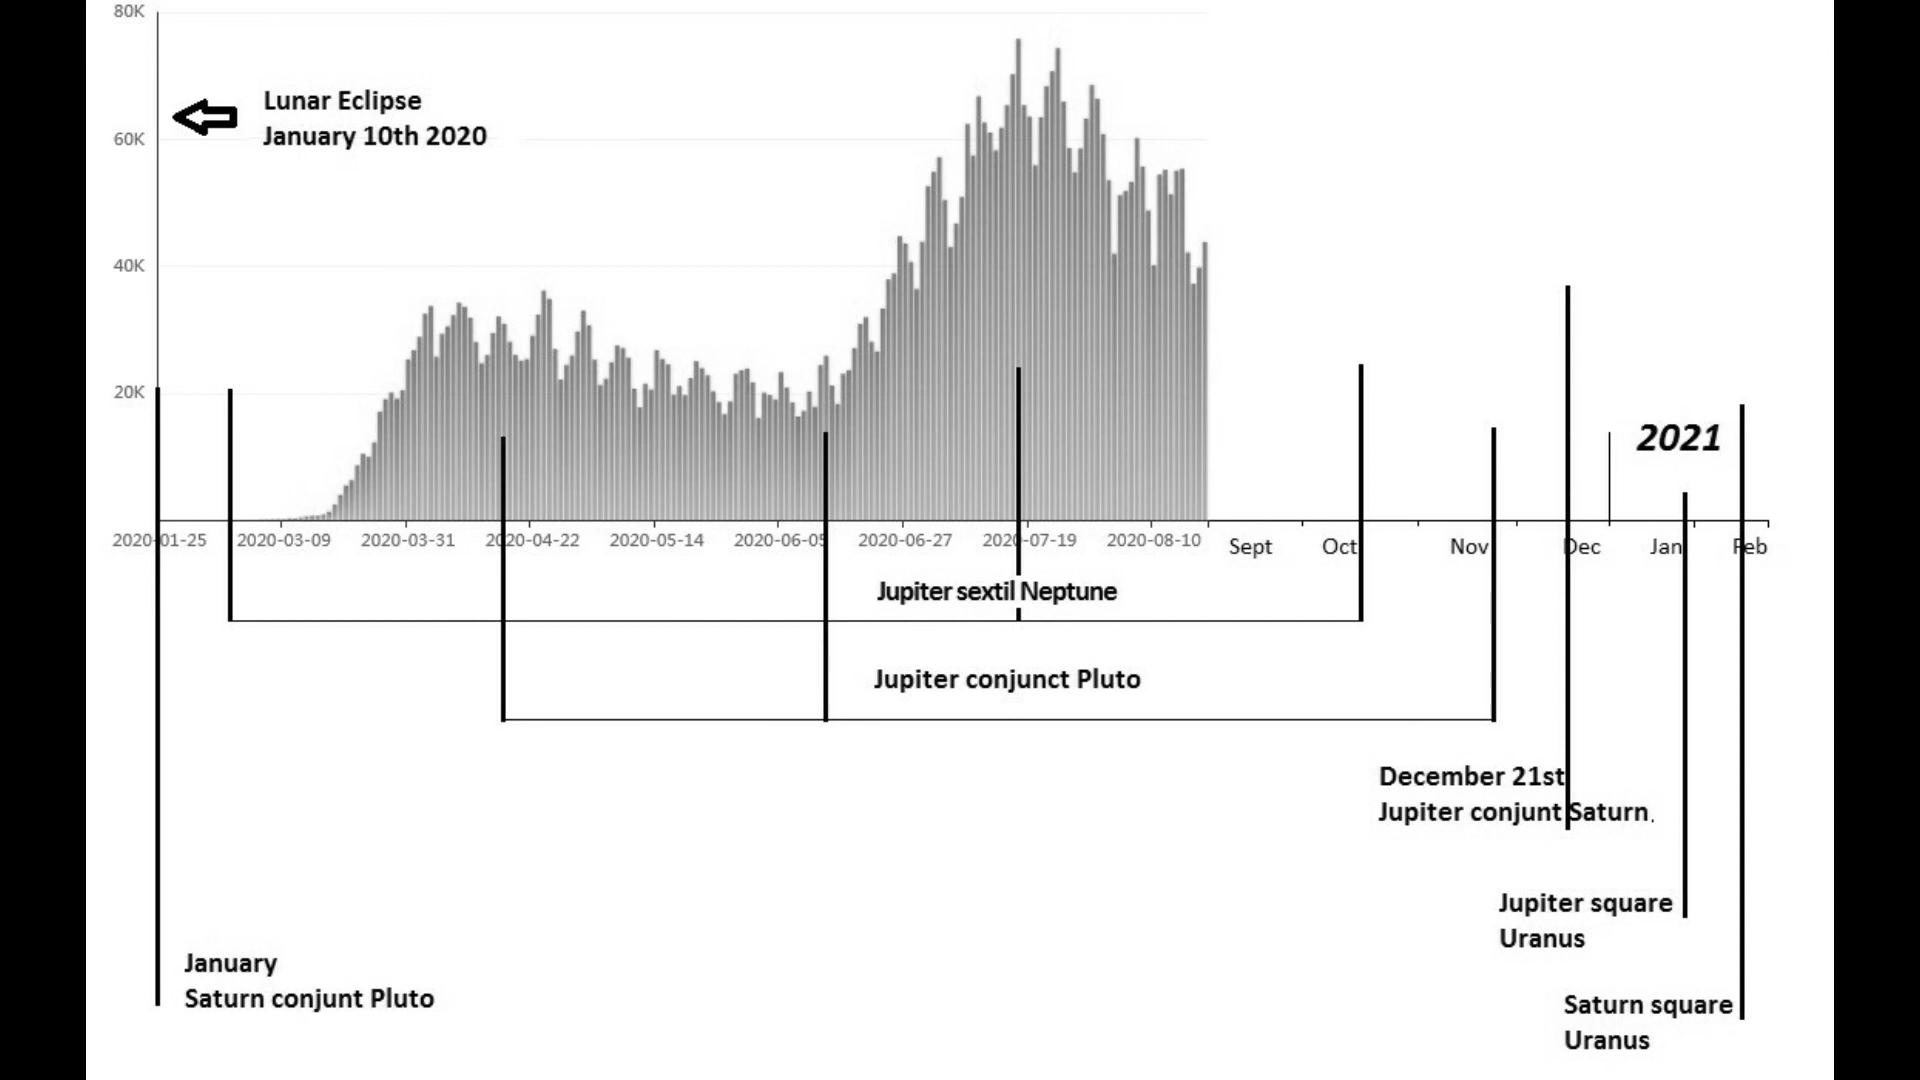 80K
Lunar Eclipse
January 10th 2020
60K
40K
20K
2021
2020-01-25 2020-03-09 2020-03-31 2020-04-22 2020-05-14 2020-06-05 2020-06-27 2020-07-19 2020-08-10 Sept Oct Nov Dec Jan Feb
Jupiter sextil Neptune
Jupiter conjunct Pluto
December 21st
Jupiter conjunt Saturn.
Jupiter square
Uranus
January
Saturn conjunt Pluto
Saturn square
Uranus